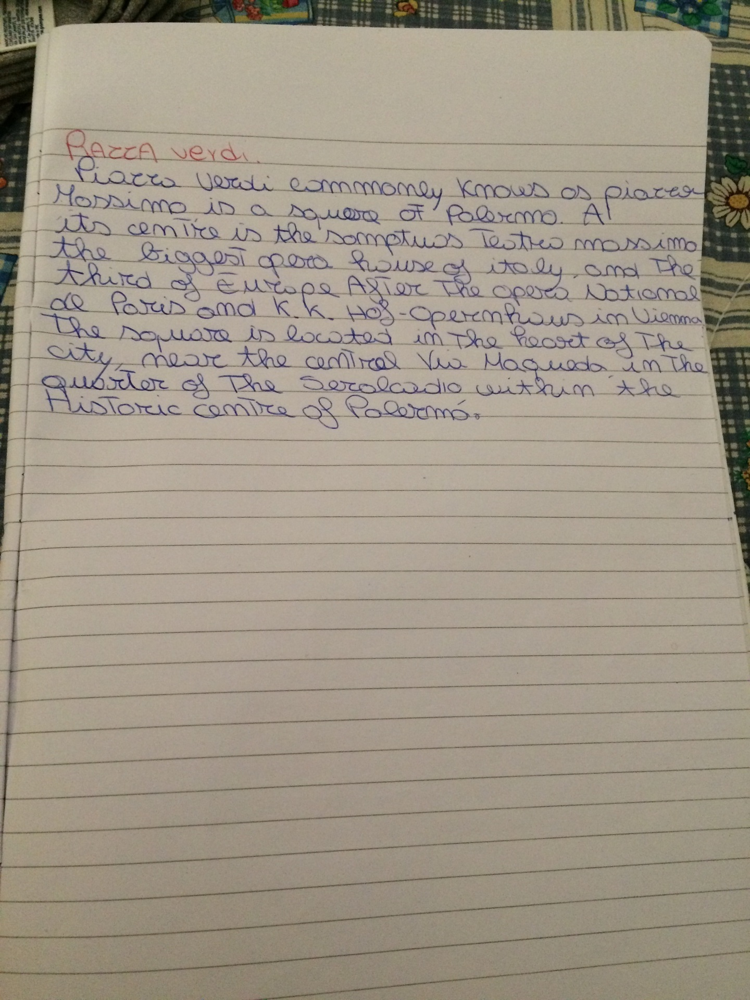 PiAzzA verdi.
Piazza Verdi commonly Knows as piazza
Massimo is a square of Palermo. At
its centre is the somptuos Teatro massimo
the biggest opera house of italy, and The
third of Europe After The opera National
de Paris and K. K. Hof-Opernhaus in Vienna
The square is located in The heart of The
city, near the central Via Maqueda, in The
quarter of The Seralcadio within the
Historic centre of Palermo.